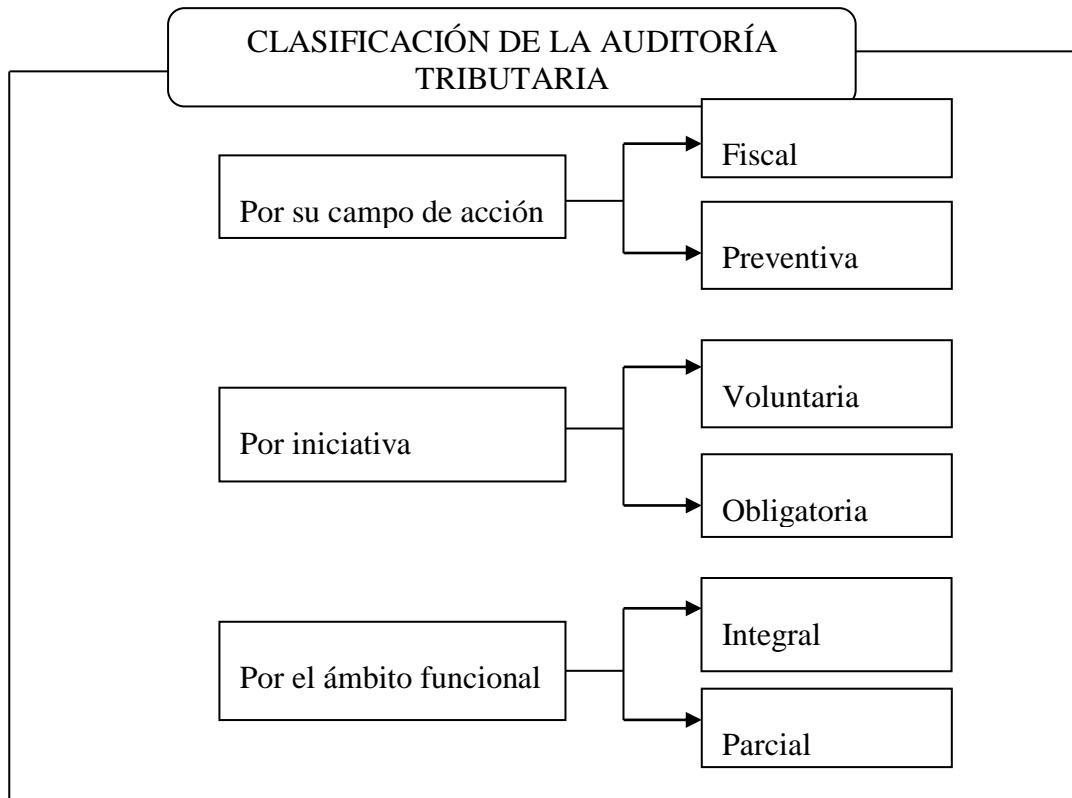 CLASIFICACIÓN DE LA AUDITORÍA
TRIBUTARIA
Por su campo de acción
Fiscal
Preventiva
Por iniciativa
Voluntaria
Obligatoria
Por el ámbito funcional
Integral
Parcial